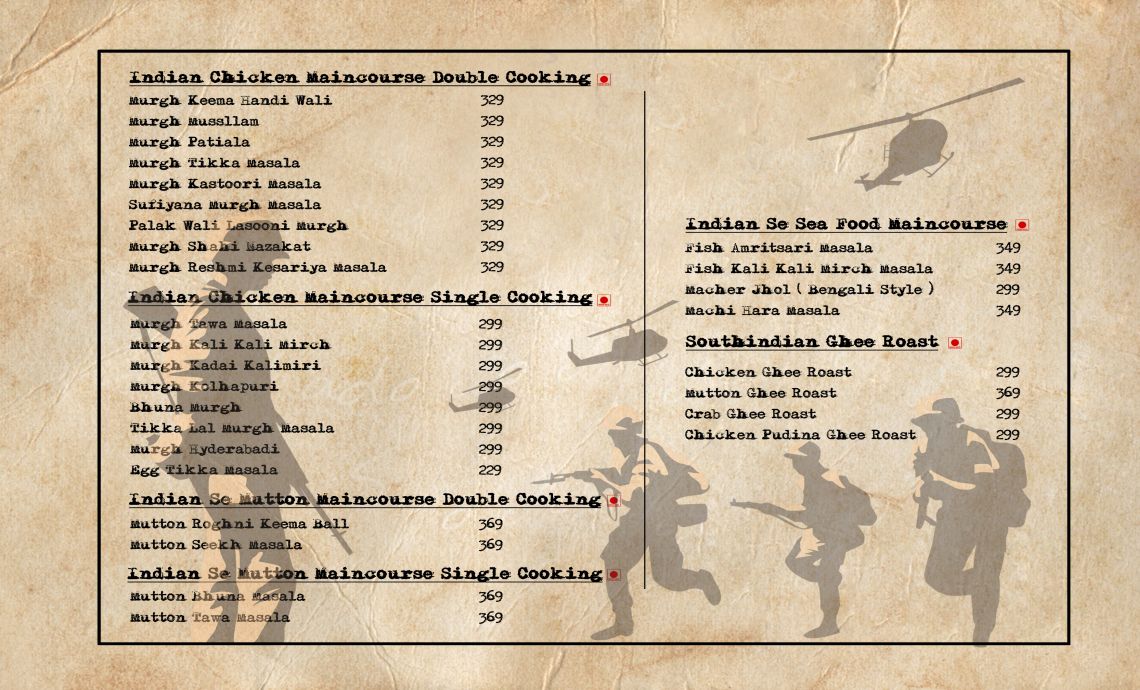 Indian Chicken Maincourse Double Cooking
Murgh Keema Handi Wali 329
Murgh Mussllam 329
Murgh Patiala 329
Murgh Tikka Masala 329
Murgh Kastoori Masala 329
Sufiyana Murgh Masala 329
Palak Wali Lasooni Murgh 329
Murgh Shahi Nazakat 329
Murgh Reshmi Kesariya Masala 329
Indian Chicken Maincourse Single Cooking
Murgh Tawa Masala 299
Murgh Kali Kali Mirch 299
Murgh Kadai Kalimiri 299
Murgh Kolhapuri 299
Bhuna Murgh 299
Tikka Lal Murgh Masala 299
Murgh Hyderabadi 299
Egg Tikka Masala 229
Indian Se Mutton Maincourse Double Cooking
Mutton Roghni Keema Ball 369
Mutton Seekh Masala 369
Indian Se Mutton Maincourse Single Cooking
Mutton Bhuna Masala 369
Mutton Tawa Masala 369
Indian Se Sea Food Maincourse
Fish Amritsari Masala 349
Fish Kali Kali Mirch Masala 349
Macher Jhol ( Bengali Style ) 299
Machi Hara Masala 349
Southindian Ghee Roast
Chicken Ghee Roast 299
Mutton Ghee Roast 369
Crab Ghee Roast 299
Chicken Pudina Ghee Roast 299